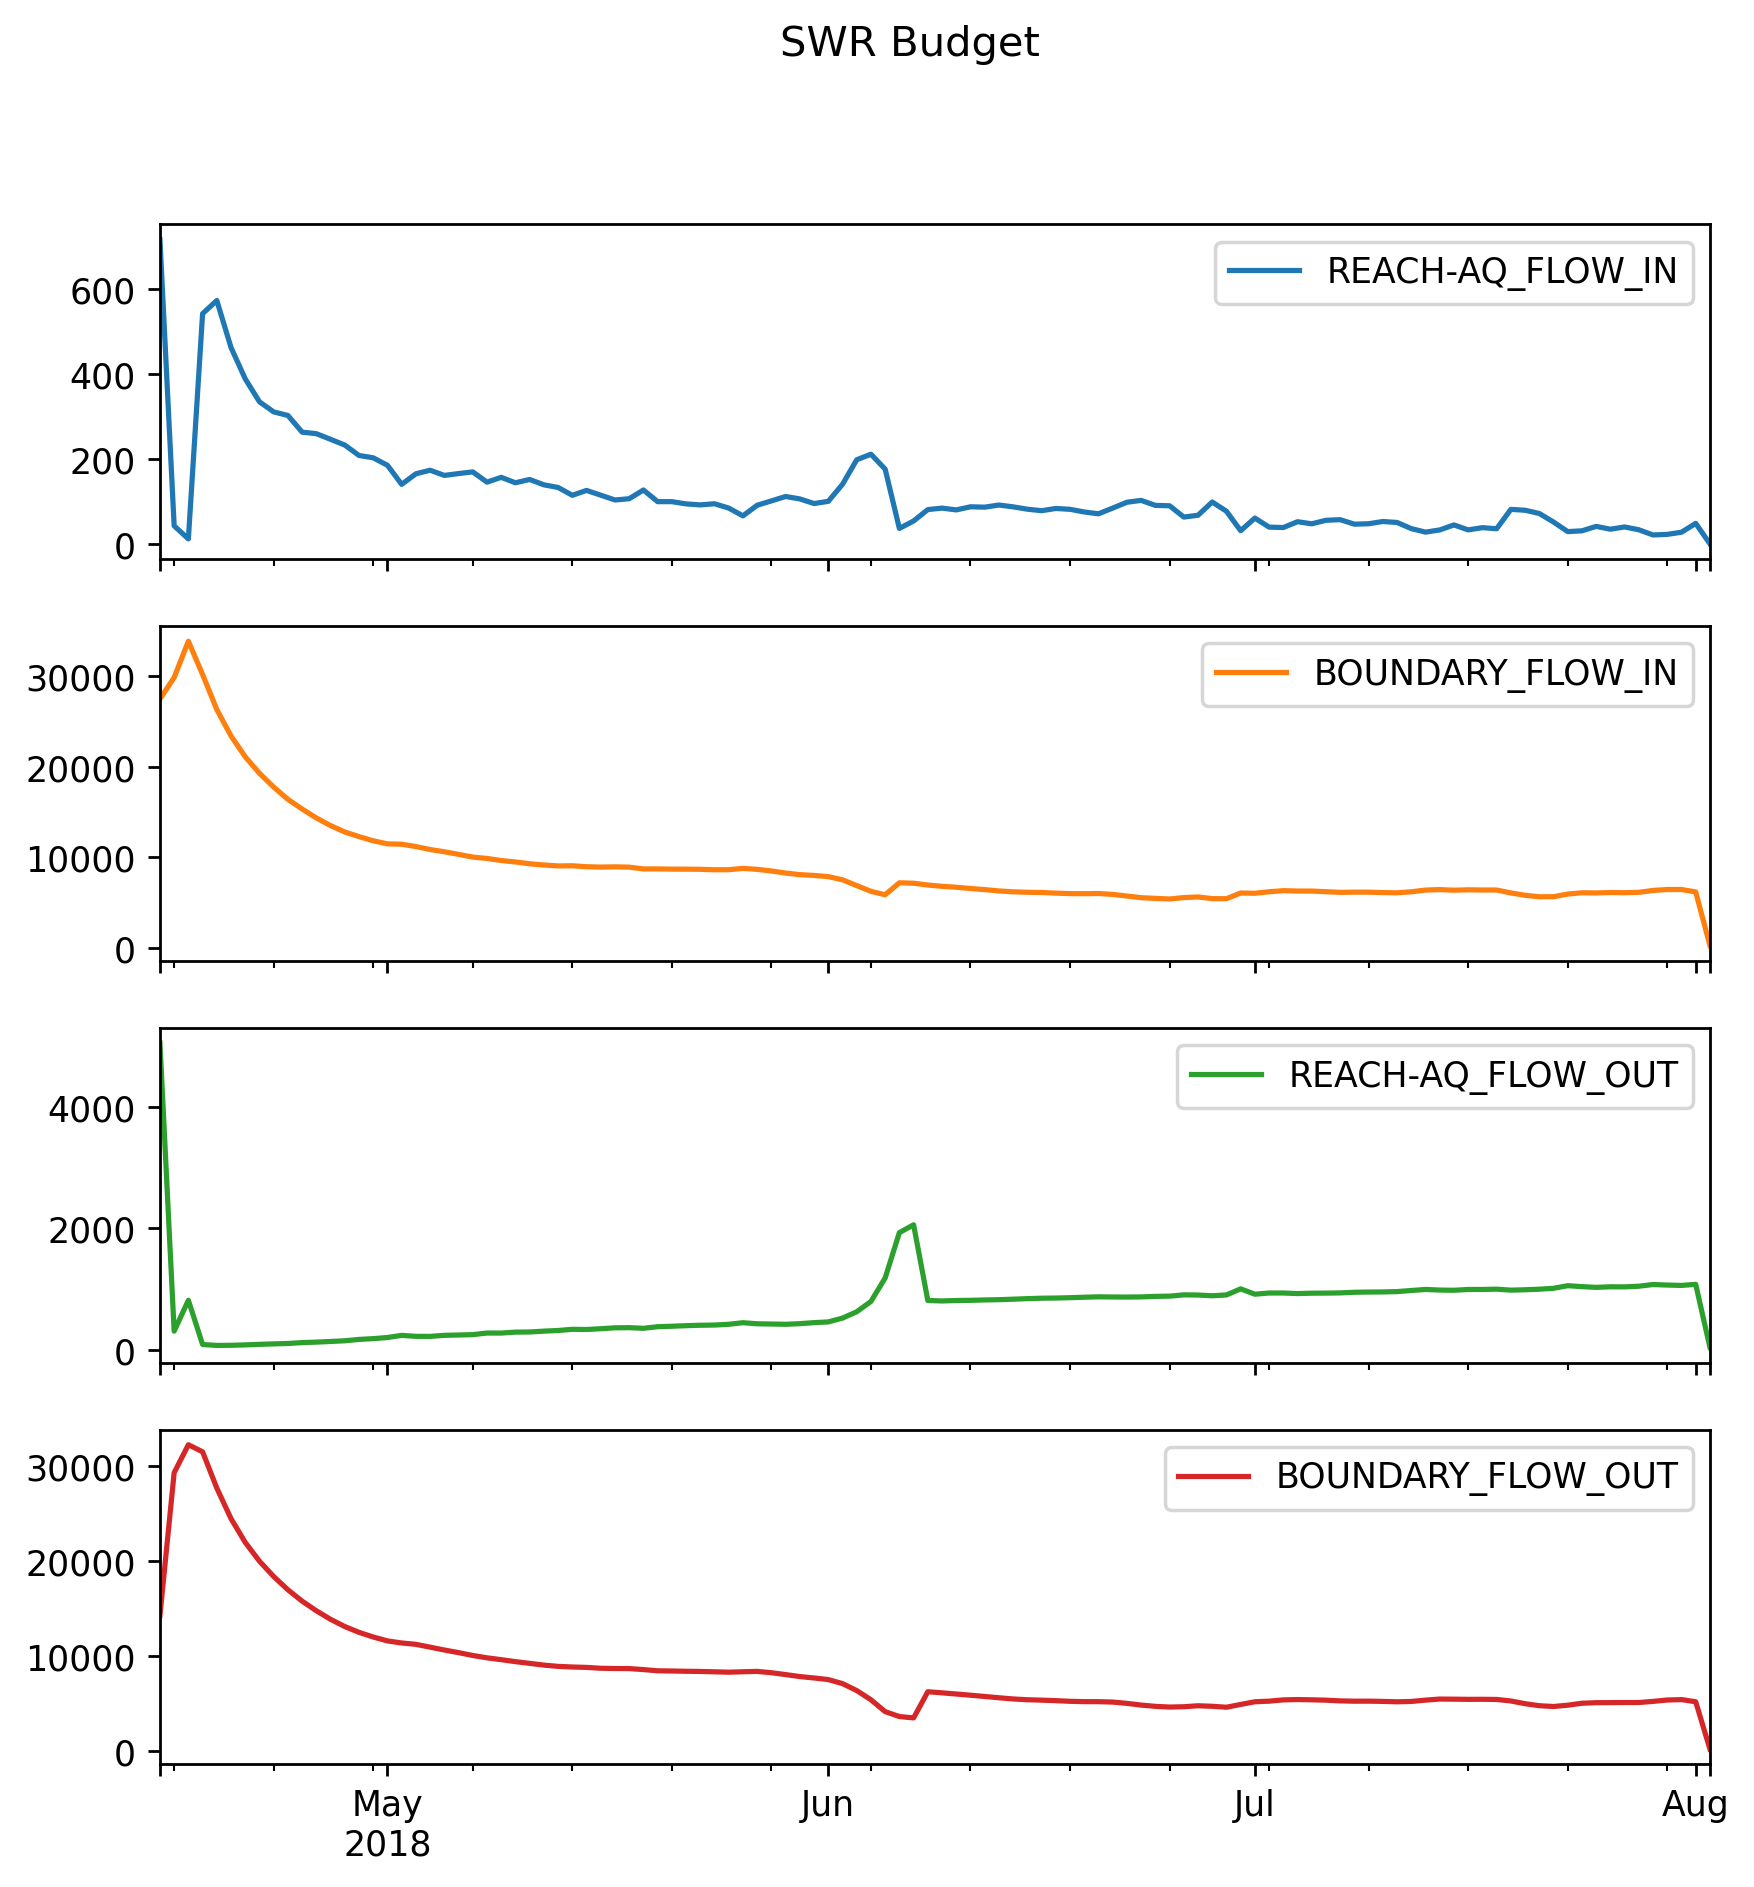 SWR Budget
REACH-AQ_FLOW_IN
600
400
200
0
BOUNDARY_FLOW_IN
30000
20000
10000
0
REACH-AQ_FLOW_OUT
4000
2000
0
BOUNDARY_FLOW_OUT
30000
20000
10000
0
May Jun Jul Aug
2018